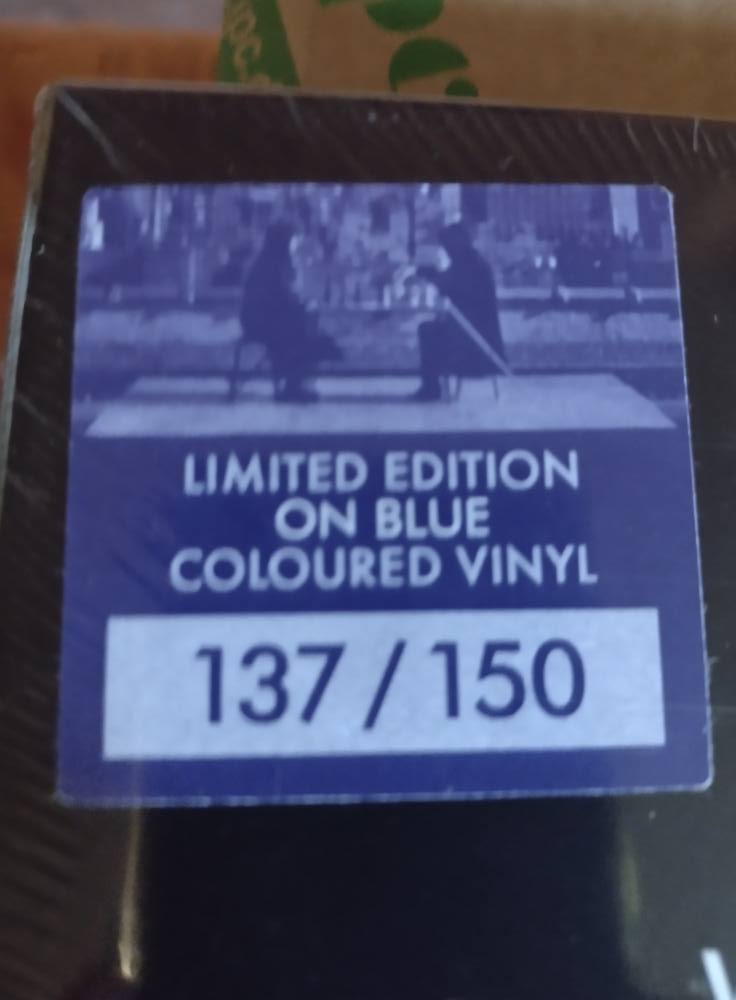 LIMITED EDITION
ON BLUE
COLOURED VINYL
137 / 150